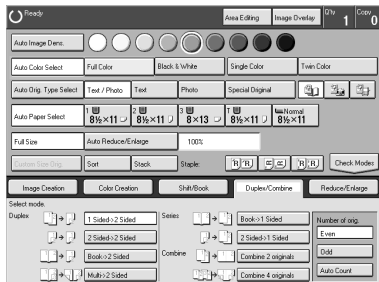 Ready Area Editing Image Overlay Q'ty 1 Copy 0
Auto Image Dens.
Auto Color Select Full Color Black & White Single Color Twin Color
Auto Orig. Type Select Text / Photo Text Photo Special Original
Auto Paper Select 1 8½×11 2 8½×11 3 8×13 T 8½×11 Normal 8½×11
Full Size Auto Reduce/Enlarge 100%
Custom Size Orig. Sort Stack Staple: Check Modes
Image Creation Color Creation Shift/Book Duplex/Combine Reduce/Enlarge
Select mode.
Duplex 1 Sided->2 Sided Series Book->1 Sided Number of orig.
2 Sided->2 Sided 2 Sided->1 Sided Even
Book->2 Sided Combine Combine 2 originals Odd
Multi->2 Sided Combine 4 originals Auto Count